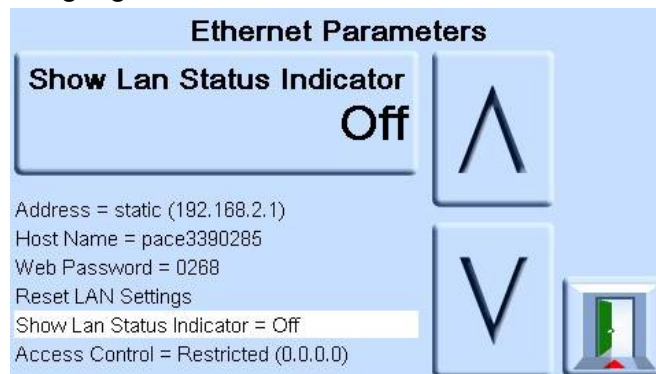 Ethernet Parameters
Show Lan Status Indicator
Off
Address = static (192.168.2.1)
Host Name = pace3390285
Web Password = 0268
Reset LAN Settings
Show Lan Status Indicator = Off
Access Control = Restricted (0.0.0.0)